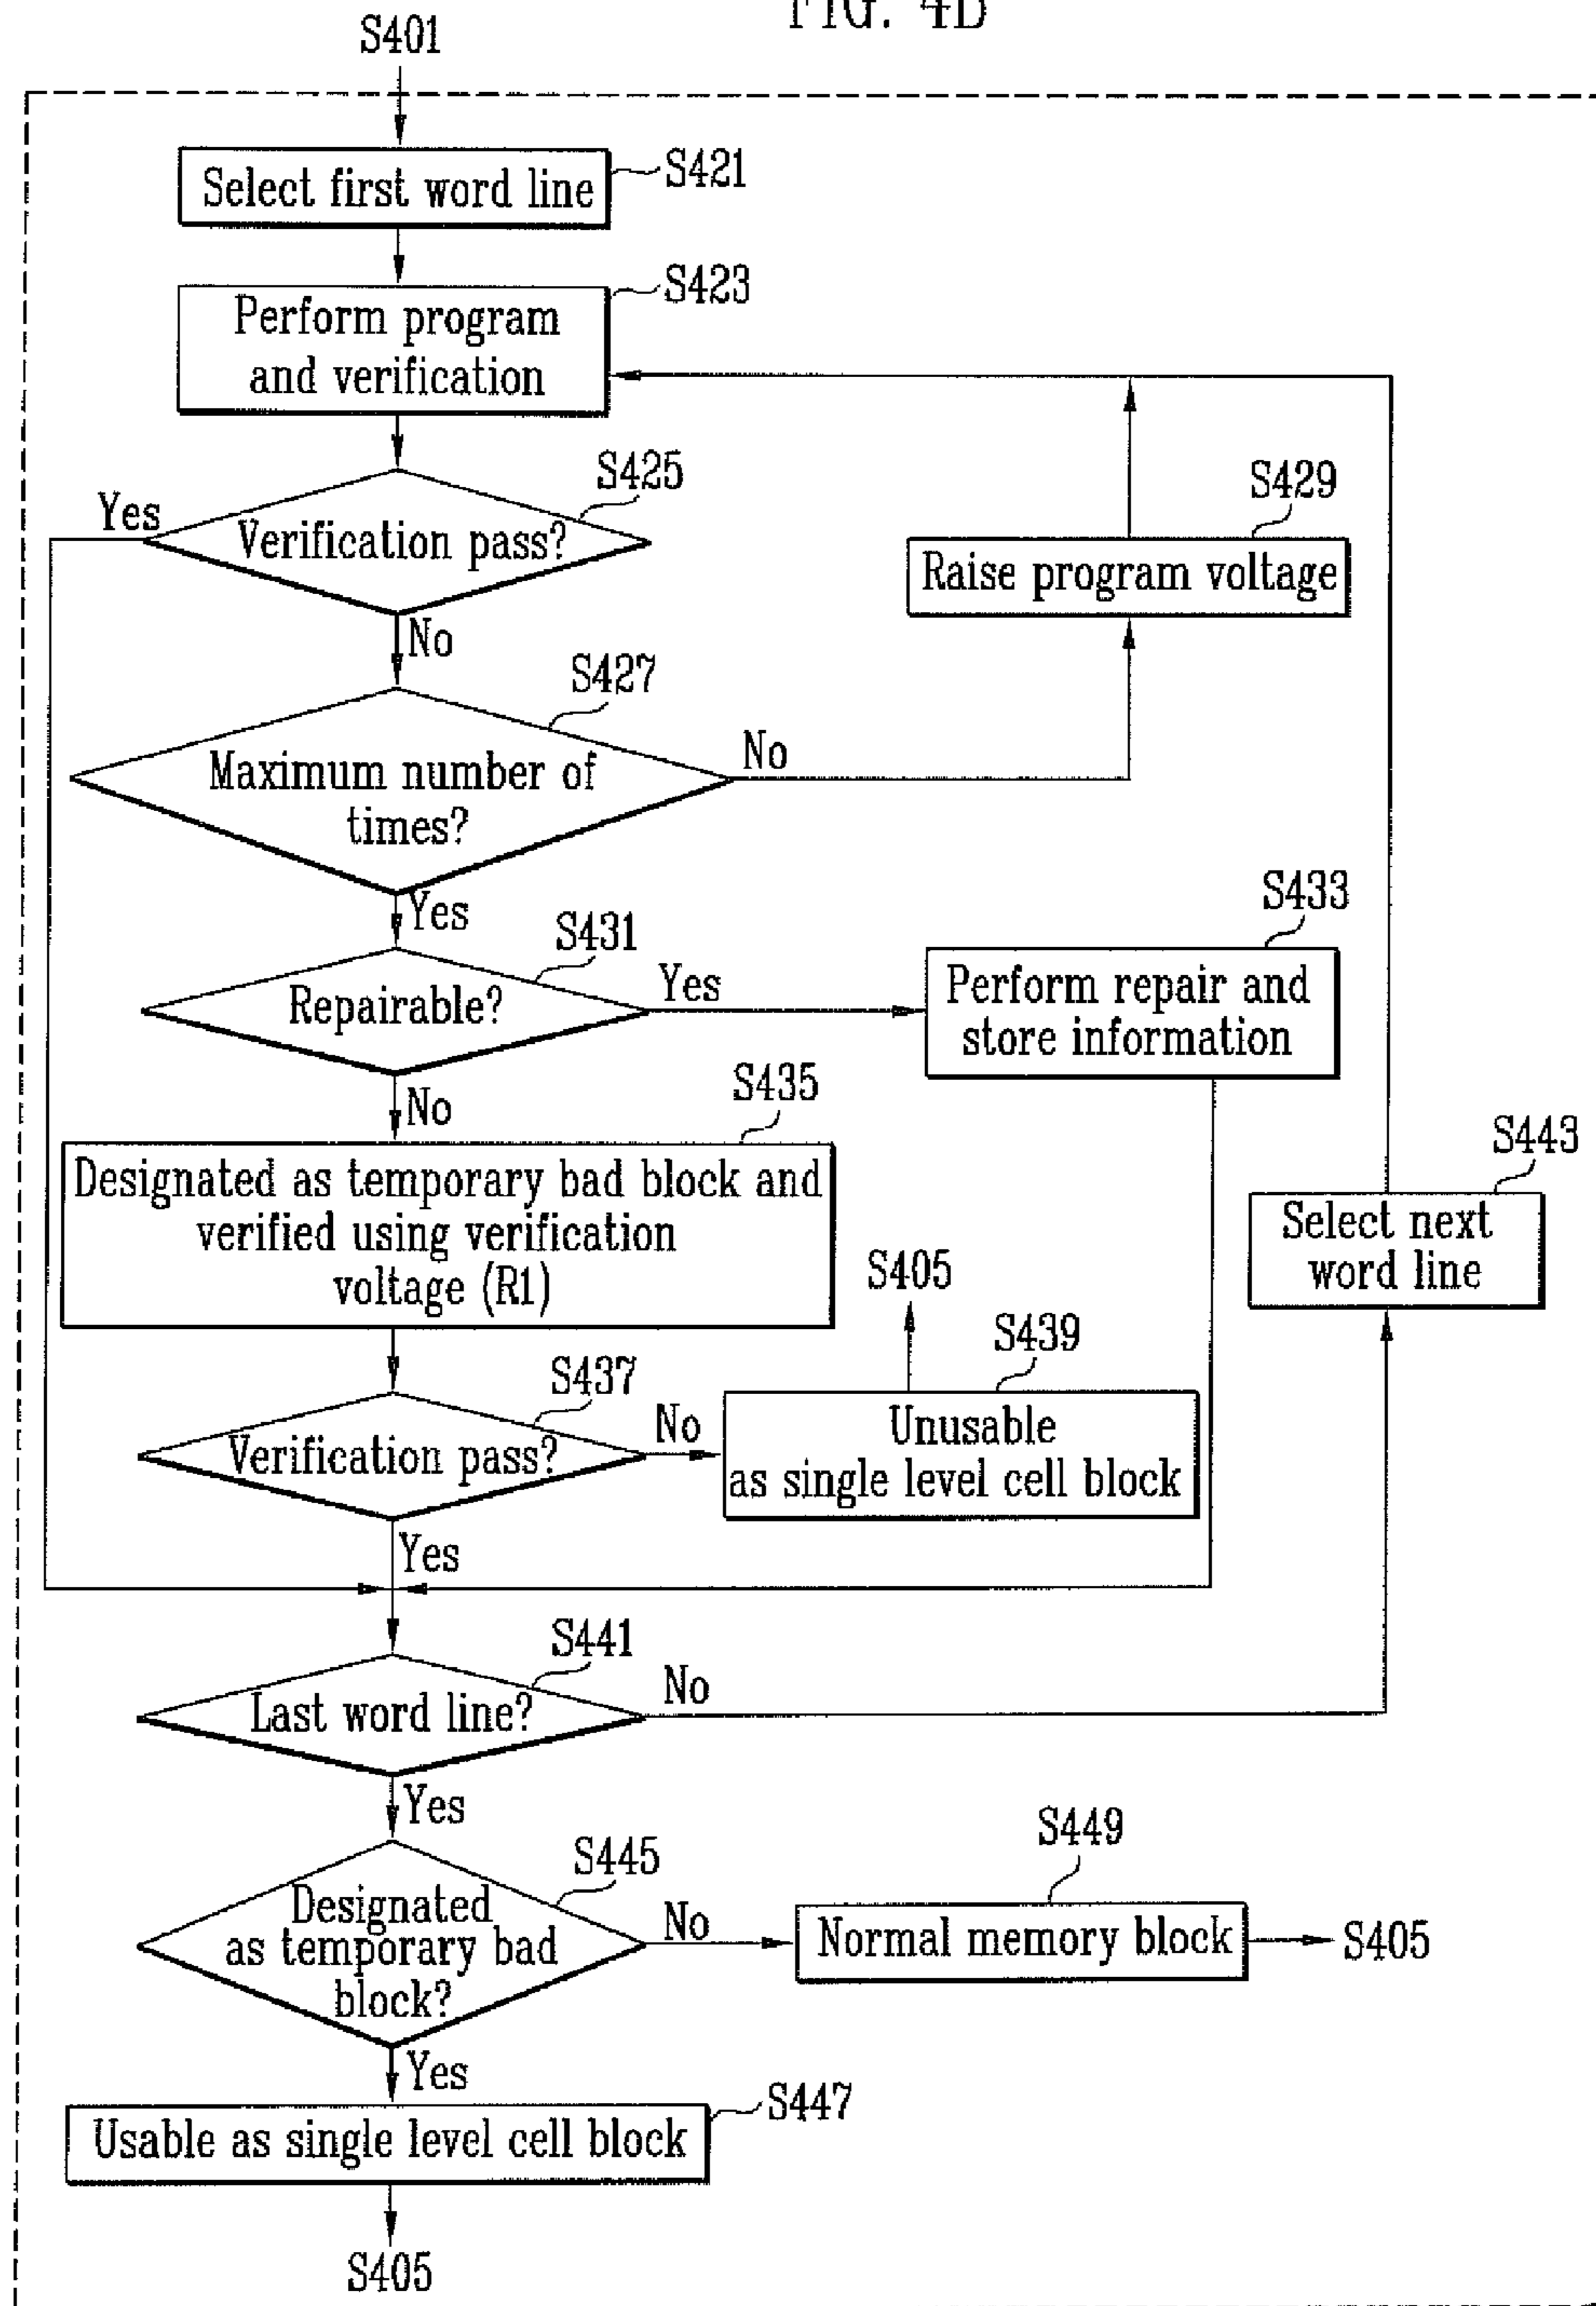 FIG. 4B
S401
Select first word line
S421
Perform program
and verification
S423
Verification pass?
S425
Yes
No
Raise program voltage
S429
Maximum number of
times?
S427
No
Yes
Repairable?
S431
Yes
No
Perform repair and
store information
S433
Designated as temporary bad block and
verified using verification
voltage (R1)
S435
Select next
word line
S443
S405
Verification pass?
S437
No
Yes
Unusable
as single level cell block
S439
Last word line?
S441
No
Yes
Designated
as temporary bad
block?
S445
No
Yes
Normal memory block
S449
S405
Usable as single level cell block
S447
S405